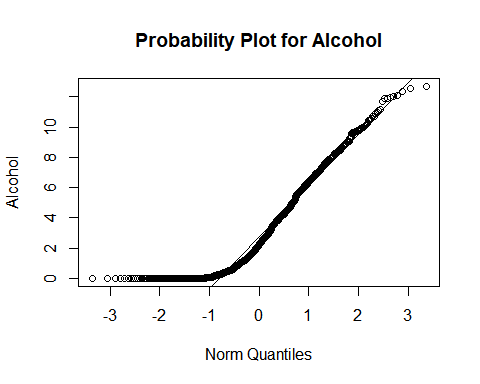 Probability Plot for Alcohol
Alcohol
0 2 4 6 8 10
-3 -2 -1 0 1 2 3
Norm Quantiles